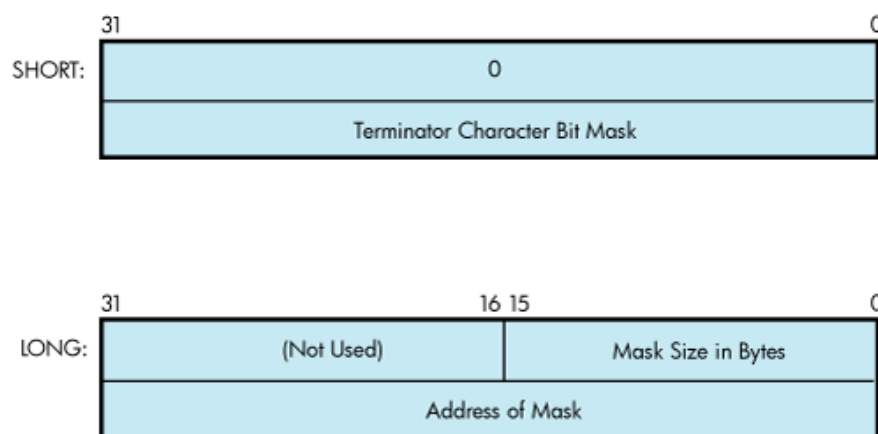 31 0
SHORT: 0
Terminator Character Bit Mask
31 16 15 0
LONG: (Not Used) Mask Size in Bytes
Address of Mask